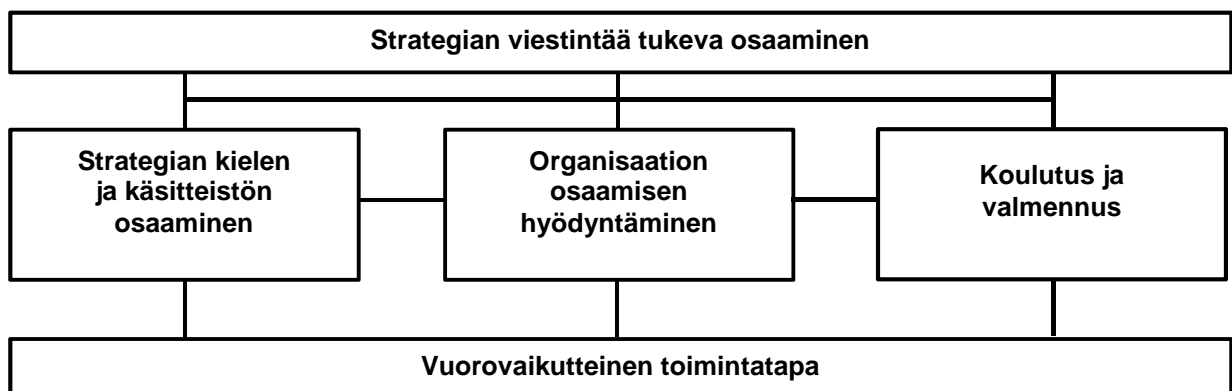 Strategian viestintää tukeva osaaminen
Strategian kielen
ja käsitteistön
osaaminen
Organisaation
osaamisen
hyödyntäminen
Koulutus ja
valmennus
Vuorovaikutteinen toimintatapa